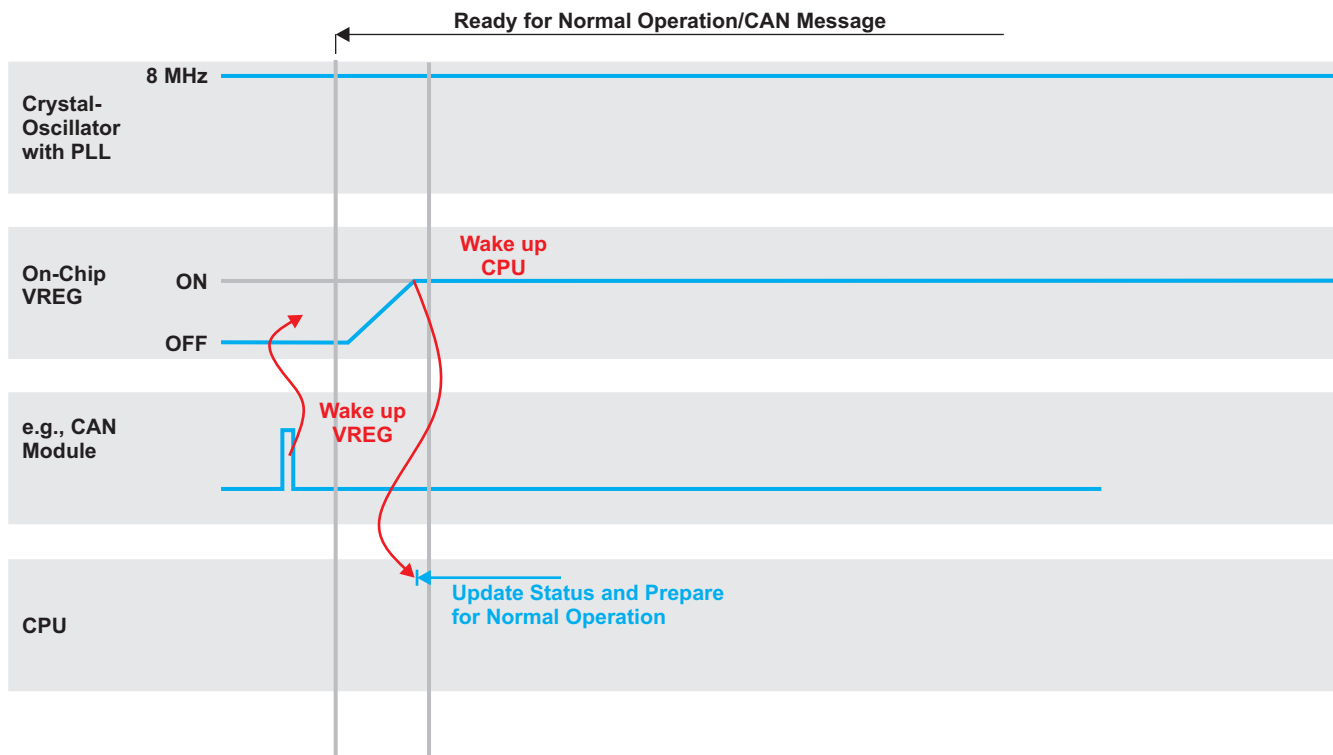 Ready for Normal Operation/CAN Message
8 MHz
Crystal-
Oscillator
with PLL
On-Chip
VREG
ON
OFF
Wake up
CPU
e.g., CAN
Module
Wake up
VREG
CPU
Update Status and Prepare
for Normal Operation